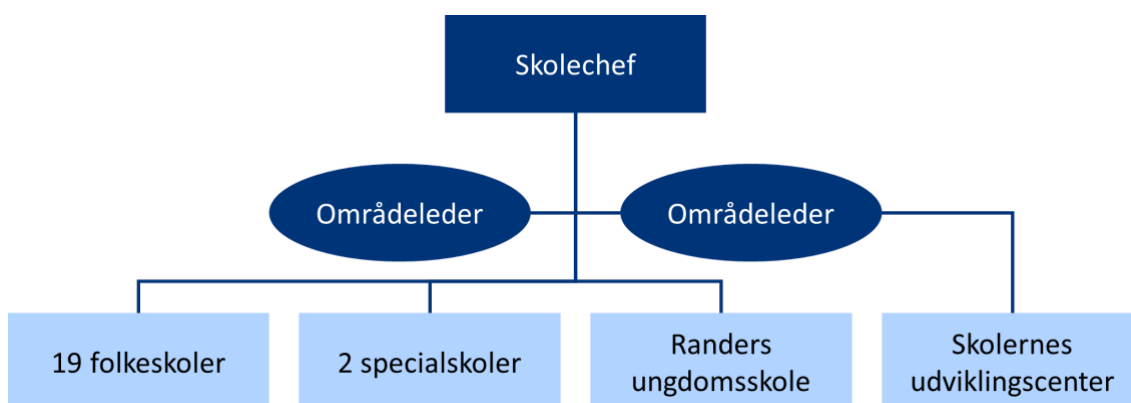 Skolechef
Områdeleder
Områdeleder
19 folkeskoler
2 specialskoler
Randers
ungdomsskole
Skolernes
udviklingscenter